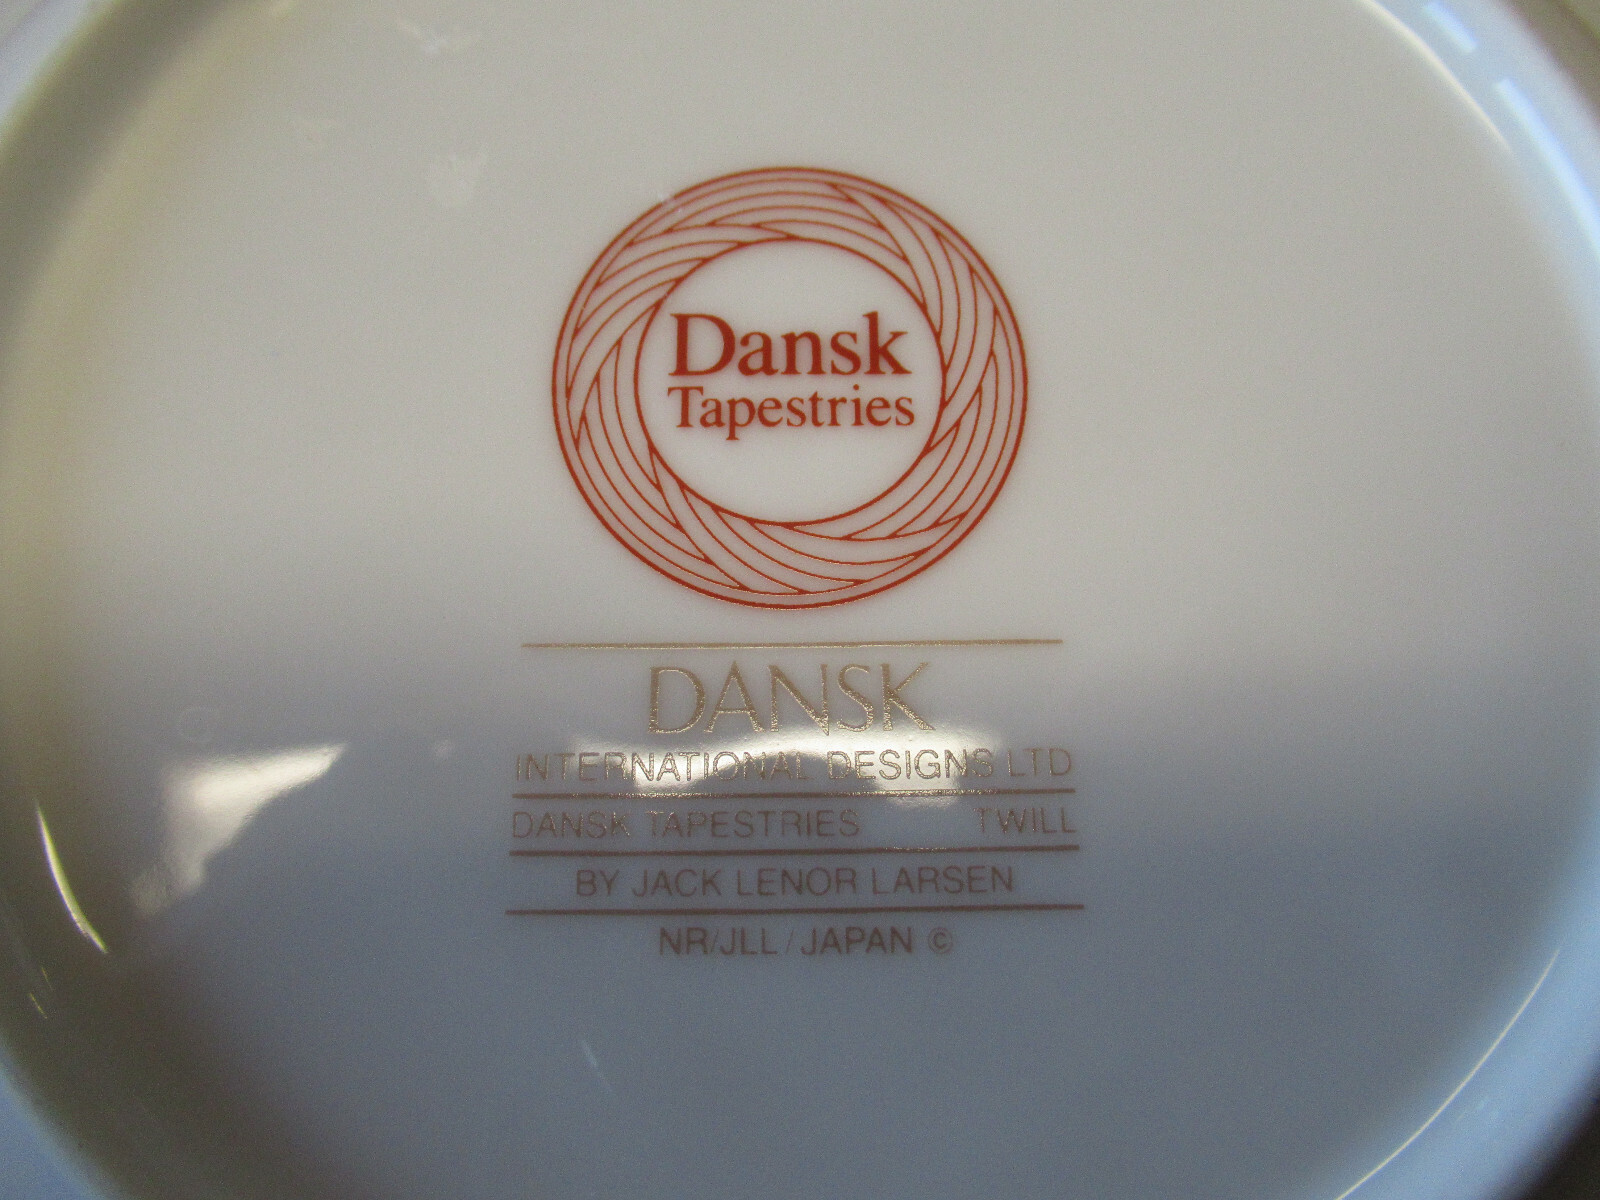 Dansk
Tapestries
DANSK
INTERNATIONAL DESIGNS LTD
DANSK TAPESTRIES TWILL
BY JACK LENOR LARSEN
NR/JLL/JAPAN ©